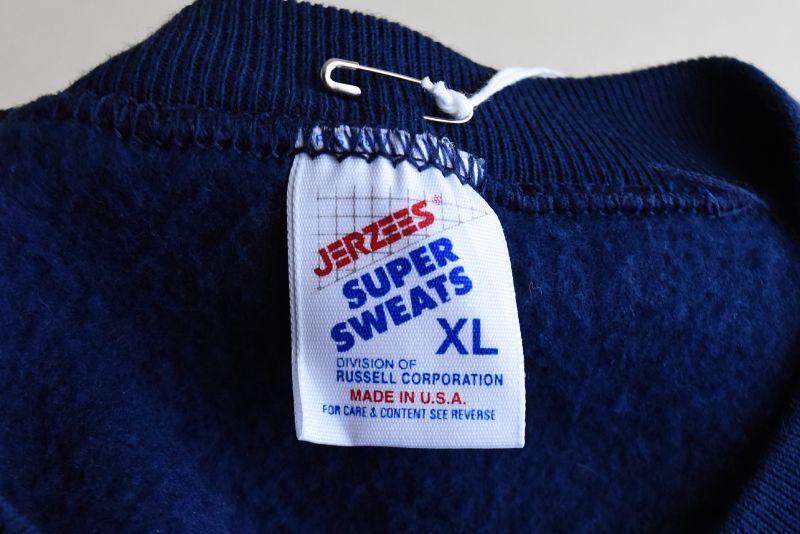 JERZEES®
SUPER
SWEATS
XL
DIVISION OF
RUSSELL CORPORATION
MADE IN U.S.A.
FOR CARE & CONTENT SEE REVERSE